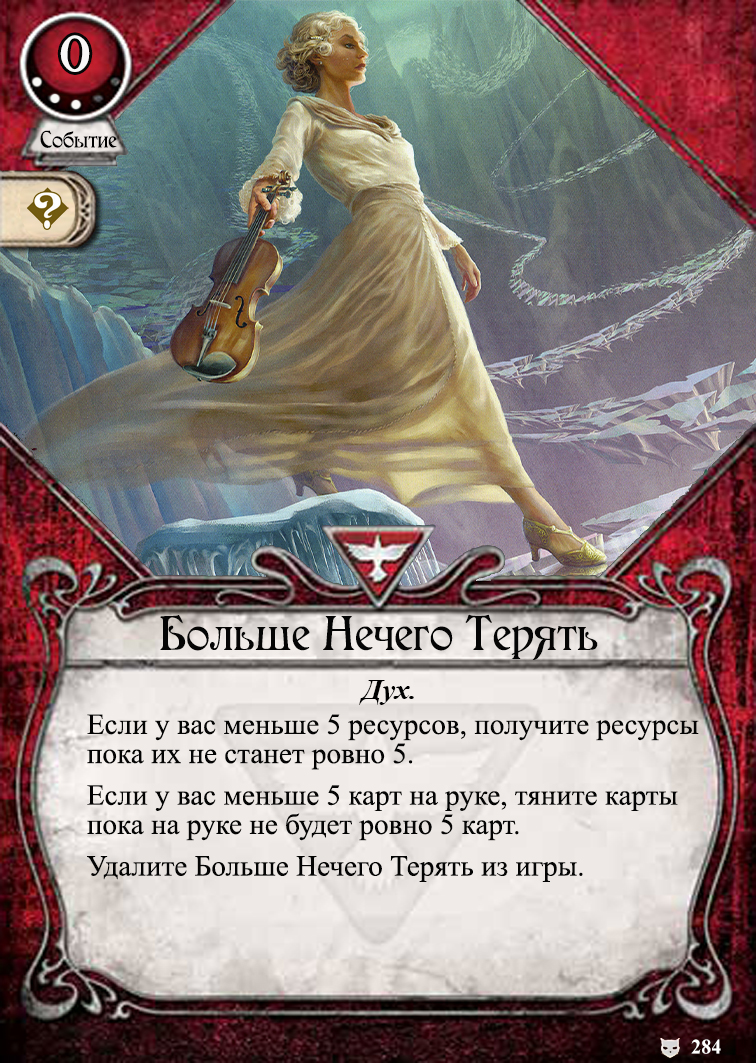 0
Событие
?
Больше Нечего Терять
Дух.
Если у вас меньше 5 ресурсов, получите ресурсы
пока их не станет ровно 5.
Если у вас меньше 5 карт на руке, тяните карты
пока на руке не будет ровно 5 карт.
Удалите Больше Нечего Терять из игры.
284